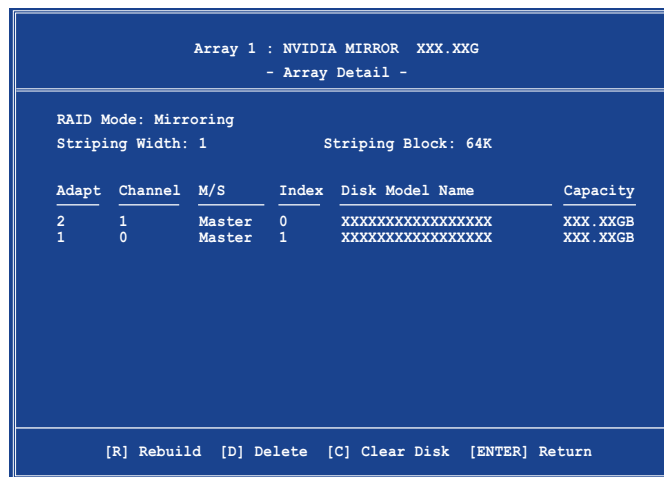 Array 1 : NVIDIA MIRROR XXX.XXG
- Array Detail -
RAID Mode: Mirroring
Striping Width: 1 Striping Block: 64K
Adapt Channel M/S Index Disk Model Name Capacity
2 1 Master 0 XXXXXXXXXXXXXXXXX XXX.XXGB
1 0 Master 1 XXXXXXXXXXXXXXXXX XXX.XXGB
[R] Rebuild [D] Delete [C] Clear Disk [ENTER] Return